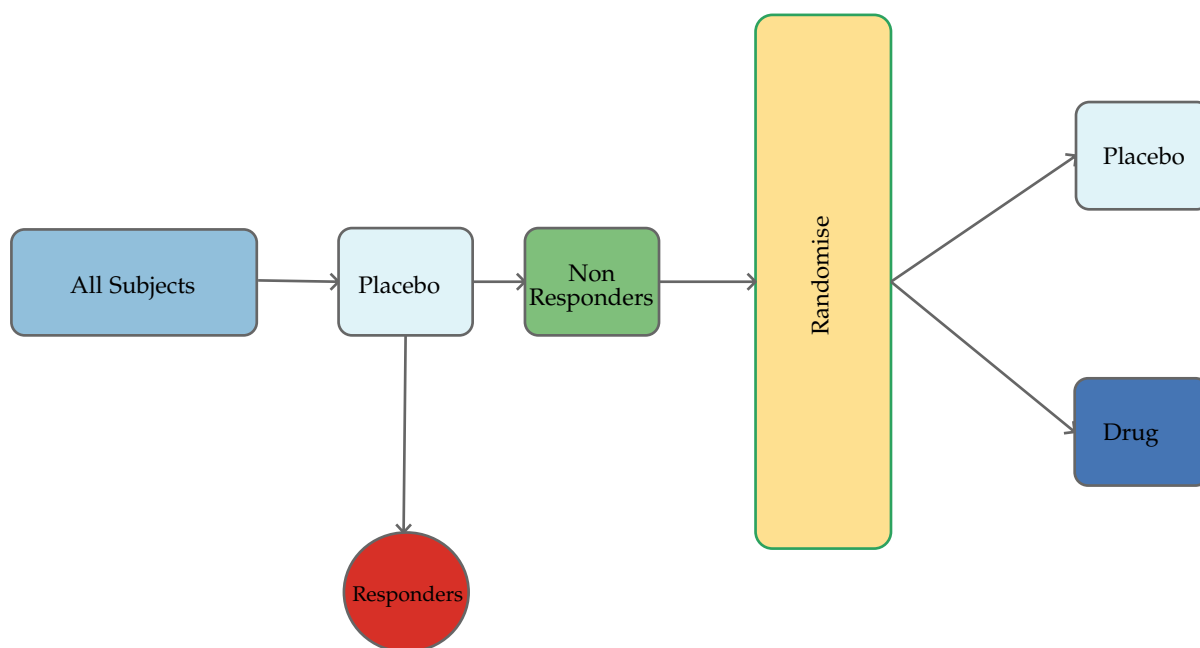 All Subjects
Placebo
Non
Responders
Randomise
Placebo
Drug
Responders